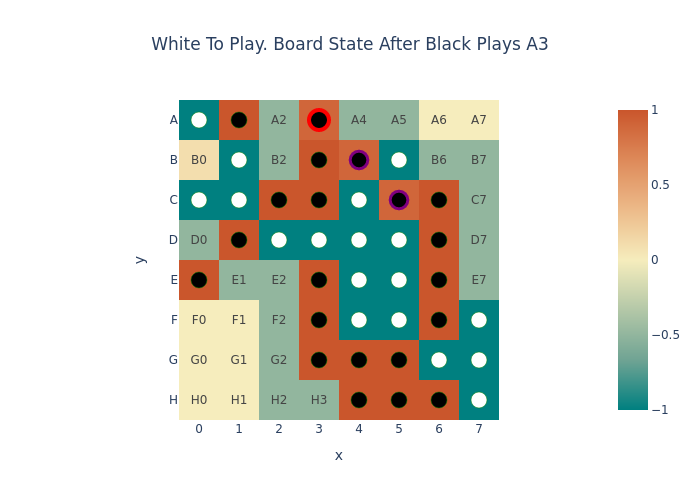 White To Play. Board State After Black Plays A3
A A2 A4 A5 A6 A7 1
B B0 B2 B6 B7 0.5
C C7
D D0 D7
y 0
E E1 E2 E7
F F0 F1 F2 −0.5
G G0 G1 G2
H H0 H1 H2 H3 −1
0 1 2 3 4 5 6 7
x